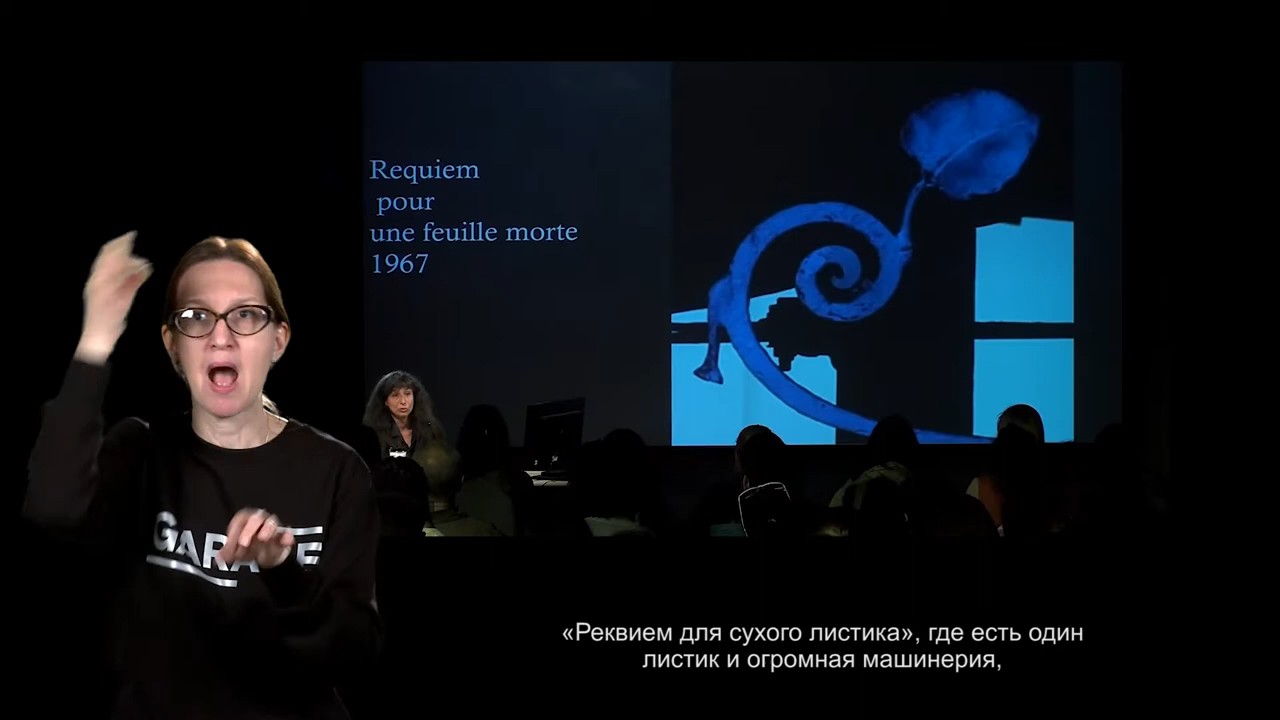 Requiem
pour
une feuille morte
1967
GARAGE
«Реквием для сухого листика», где есть один
листик и огромная машинерия,